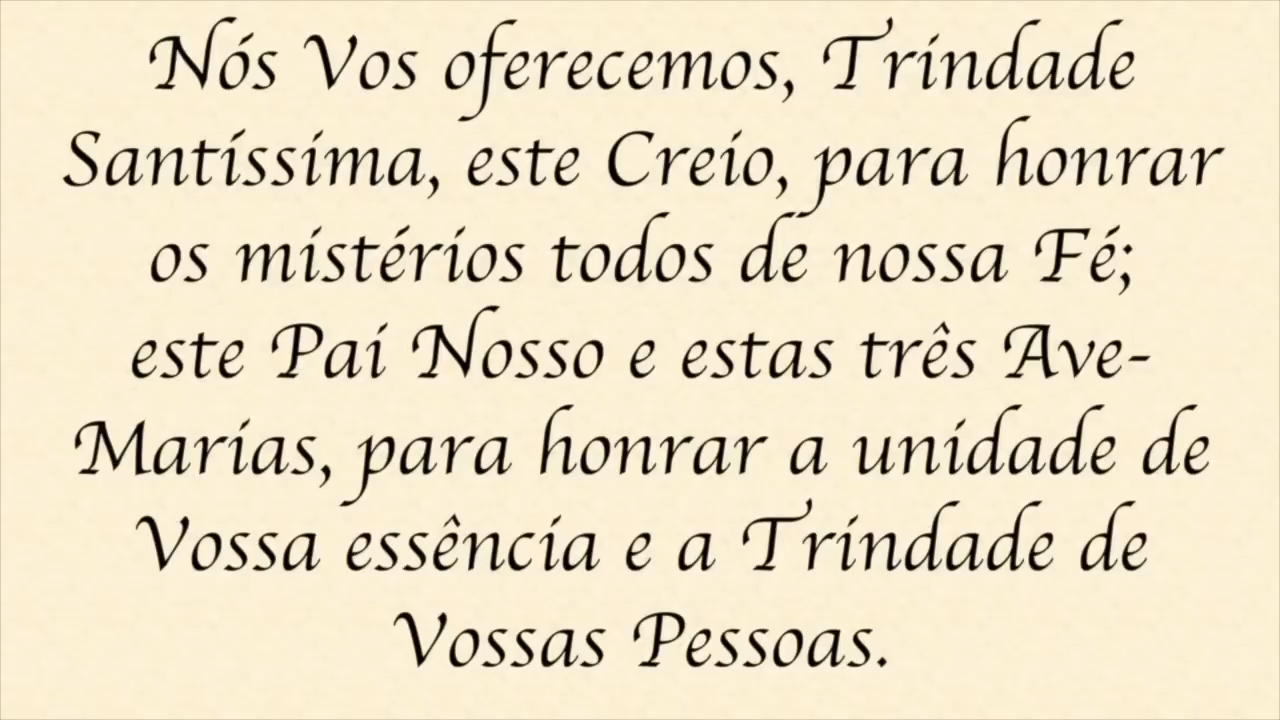 Nós Vos oferecemos, Trindade
Santíssima, este Creio, para honrar
os mistérios todos de nossa Fé;
este Pai Nosso e estas três Ave-
Marias, para honrar a unidade de
Vossa essência e a Trindade de
Vossas Pessoas.